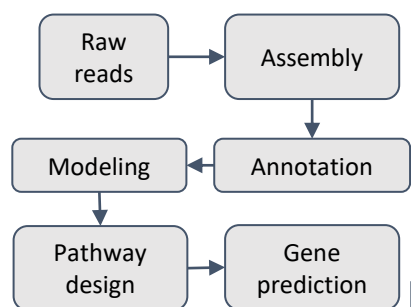 Raw
reads
Assembly
Annotation
Modeling
Pathway
design
Gene
prediction